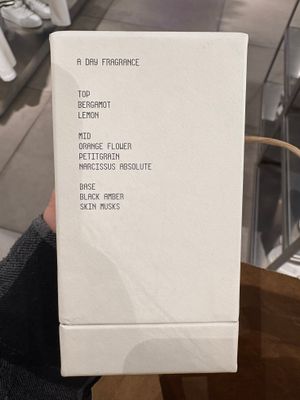 A DAY FRAGRANCE
TOP
BERGAMOT
LEMON
MID
ORANGE FLOWER
PETITGRAIN
NARCISSUS ABSOLUTE
BASE
BLACK AMBER
SKIN MUSKS